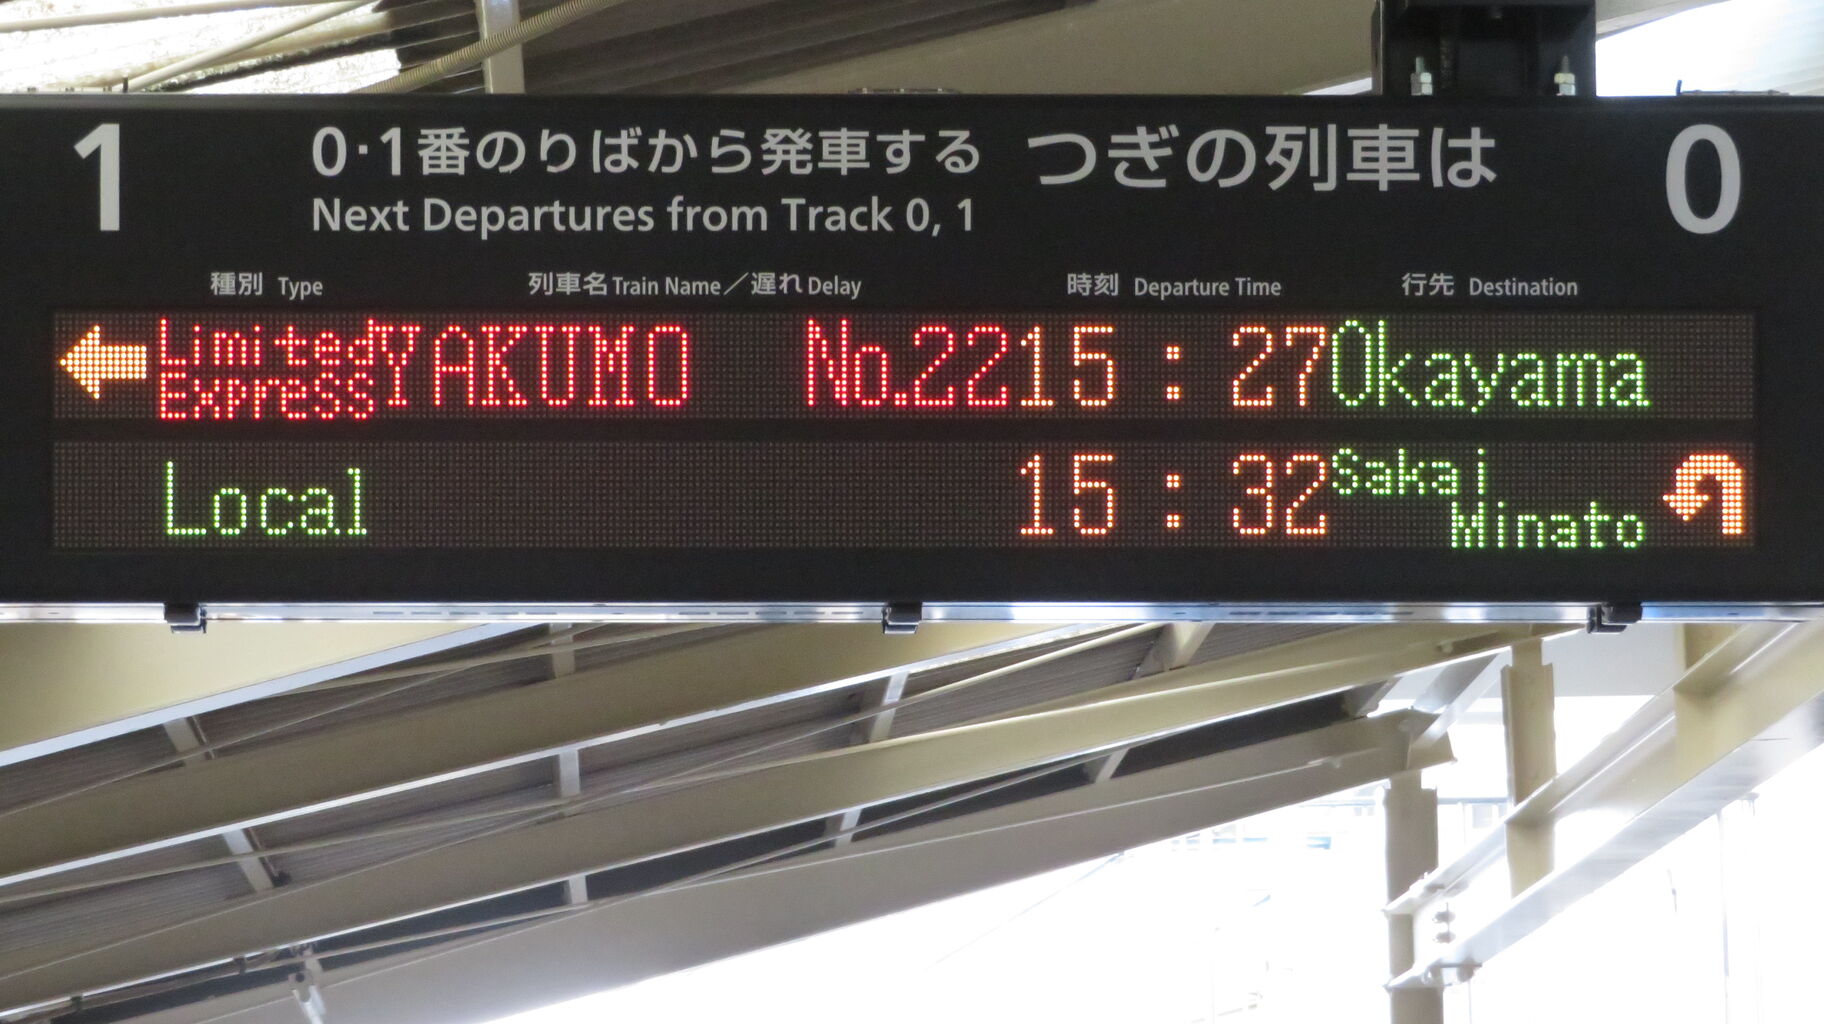 1
0·1番のりばから発車する つぎの列車は
Next Departures from Track 0, 1
0
種別 Type 列車名 Train Name／遅れ Delay 時刻 Departure Time 行先 Destination
Limited Express YAKUMO No.22 15:27 Okayama
Local 15:32 Sakai Minato